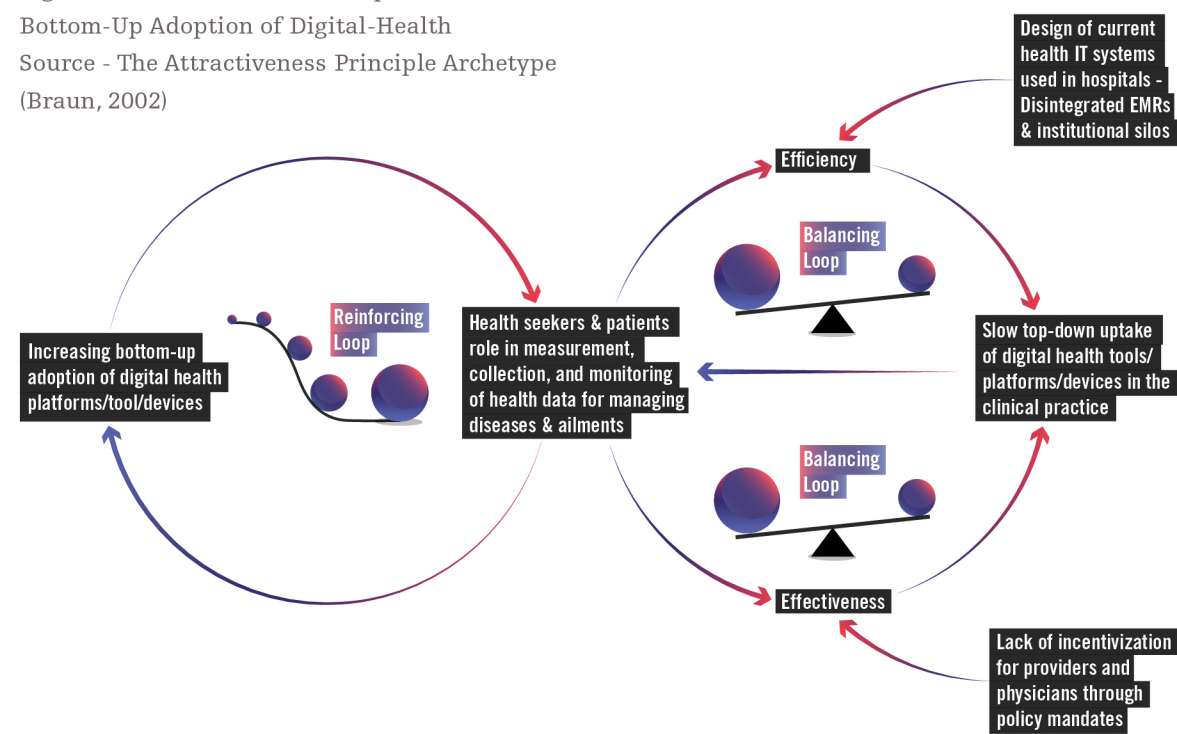 Bottom-Up Adoption of Digital-Health
Source - The Attractiveness Principle Archetype
(Braun, 2002)
Design of current
health IT systems
used in hospitals -
Disintegrated EMRs
& institutional silos
Efficiency
Balancing
Loop
Reinforcing
Loop
Increasing bottom-up
adoption of digital health
platforms/tool/devices
Health seekers & patients
role in measurement,
collection, and monitoring
of health data for managing
diseases & ailments
Slow top-down uptake
of digital health tools/
platforms/devices in the
clinical practice
Balancing
Loop
Effectiveness
Lack of incentivization
for providers and
physicians through
policy mandates